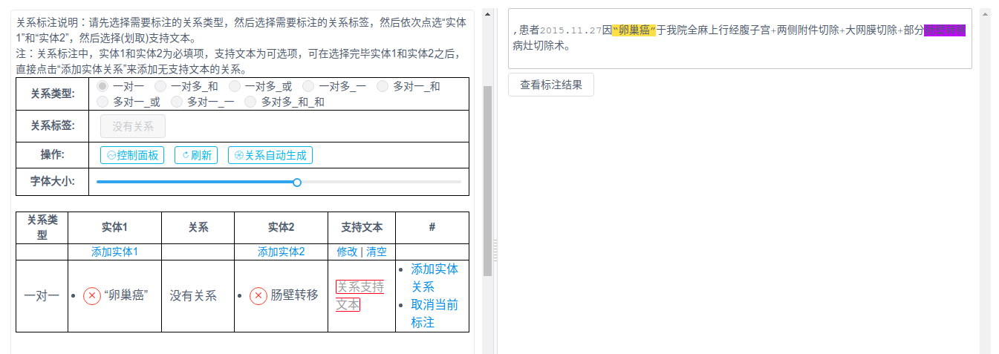 关系标注说明：请先选择需要标注的关系类型，然后选择需要标注的关系标签，然后依次点选“实体
1”和“实体2”，然后选择(划取)支持文本。
注：关系标注中，实体1和实体2为必填项，支持文本为可选项，可在选择完毕实体1和实体2之后，
直接点击“添加实体关系”来添加无支持文本的关系。
关系类型: 一对一 一对多_和 一对多_或 一对多_一 多对一_和
多对一_或 多对一_一 多对多_和_和
关系标签: 没有关系
操作: 控制面板 刷新 关系自动生成
字体大小:
关系类型 实体1 关系 实体2 支持文本 #
添加实体1 添加实体2 修改 | 清空
一对一 “卵巢癌” 没有关系 肠壁转移
关系支持
文本
添加实体
关系
取消当前
标注
,患者2015.11.27因“卵巢癌”于我院全麻上行经腹子宫+两侧附件切除+大网膜切除+部分肠壁转移
病灶切除术。
查看标注结果